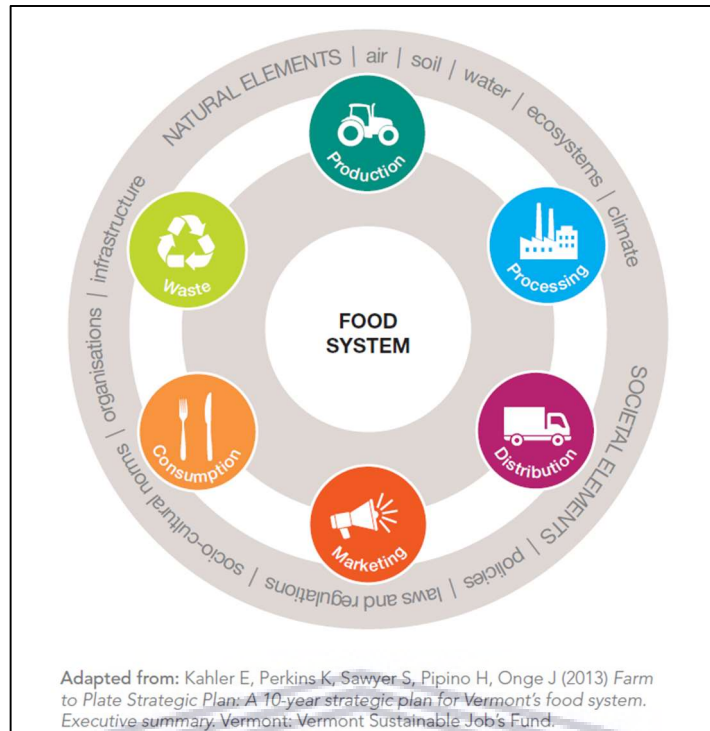 NATURAL ELEMENTS | air | soil | water | ecosystems | climate
SOCIETAL ELEMENTS | policies | laws and regulations | socio-cultural norms | organisations | infrastructure
Production
Processing
Distribution
Marketing
Consumption
Waste
FOOD
SYSTEM
Adapted from: Kahler E, Perkins K, Sawyer S, Pipino H, Onge J (2013) Farm
to Plate Strategic Plan: A 10-year strategic plan for Vermont's food system.
Executive summary. Vermont: Vermont Sustainable Job's Fund.